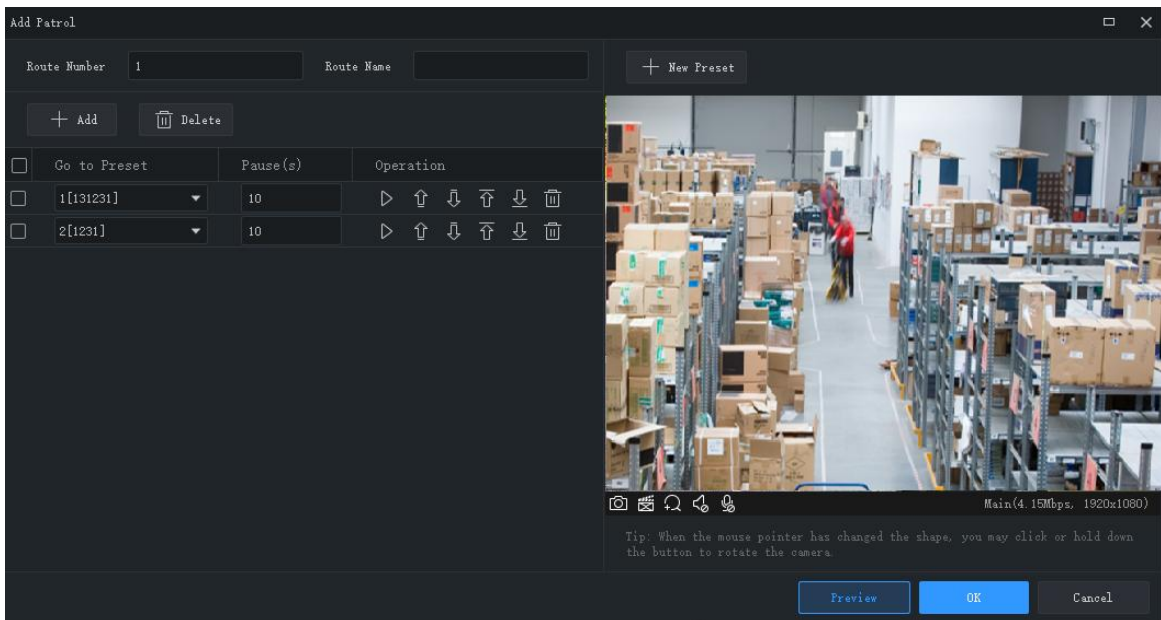 Add Patrol
Route Number 1 Route Name
+ New Preset
+ Add Delete
Go to Preset Pause(s) Operation
1[131231] 10
2[1231] 10
Main(4.15Mbps, 1920x1080)
Tip: When the mouse pointer has changed the shape, you may click or hold down
the button to rotate the camera.
Preview OK Cancel